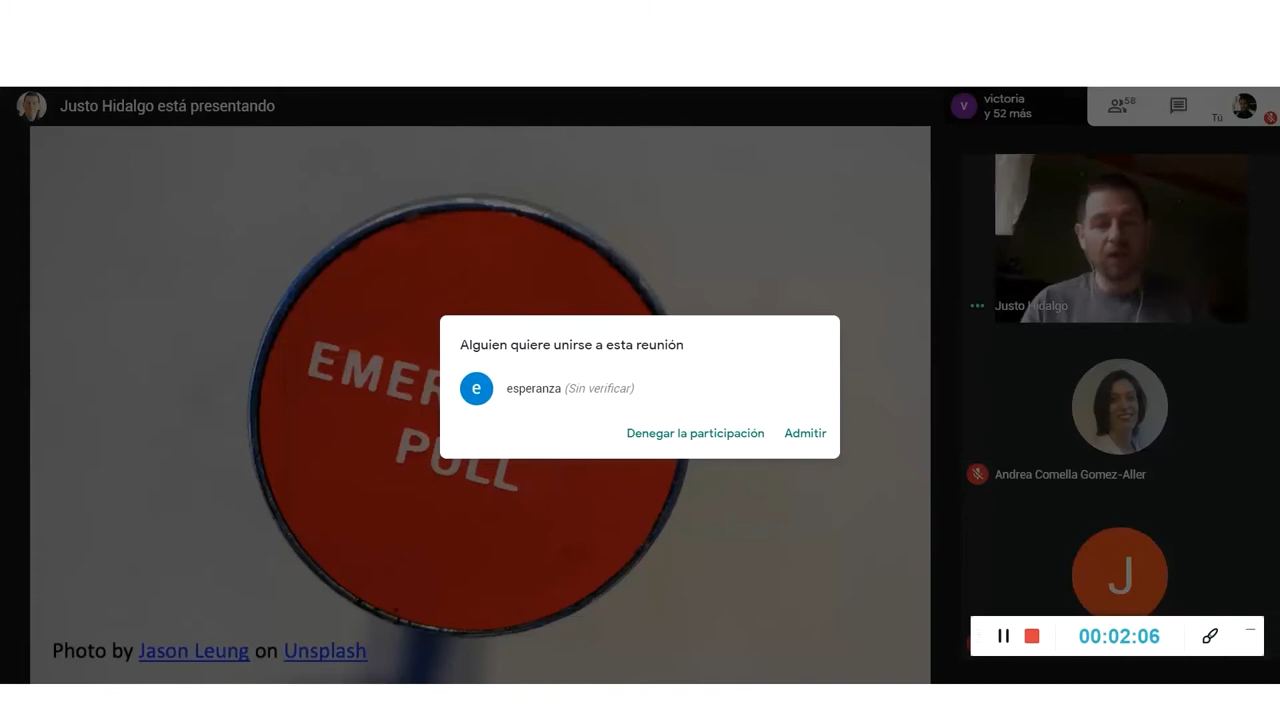 Justo Hidalgo está presentando
victoria
y 52 más
58
Tú
V
Justo Hidalgo
Alguien quiere unirse a esta reunión
e
esperanza (Sin verificar)
Denegar la participación Admitir
PULL
Andrea Comella Gomez-Aller
J
00:02:06
Photo by Jason Leung on Unsplash